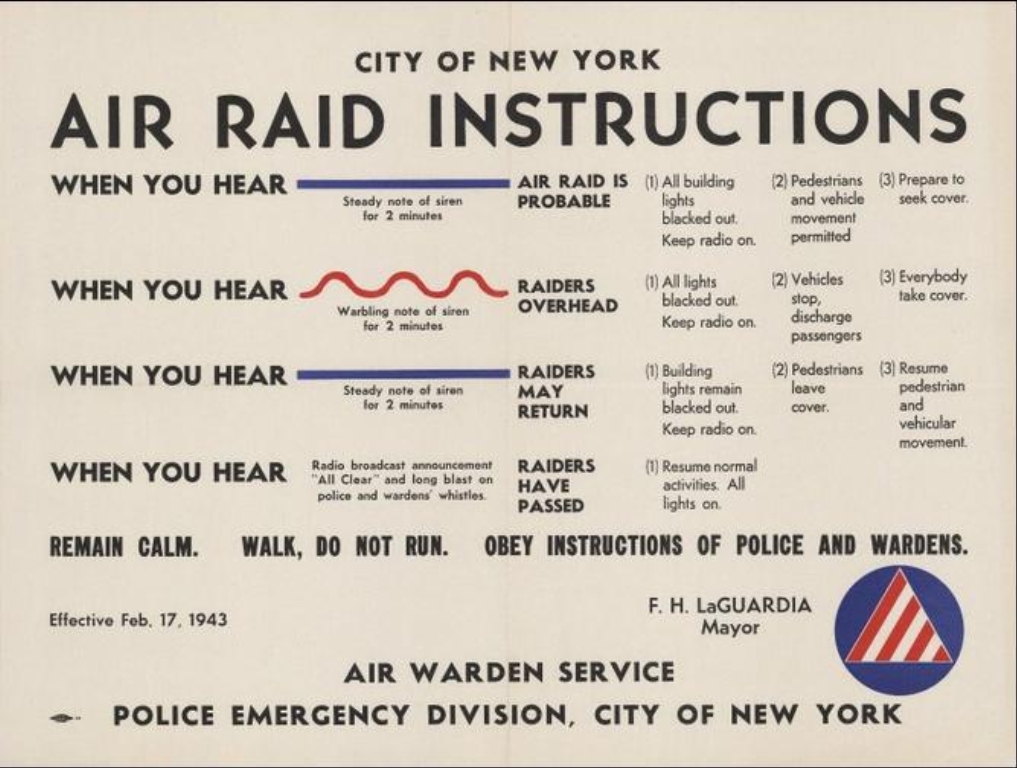 CITY OF NEW YORK
AIR RAID INSTRUCTIONS
WHEN YOU HEAR
Steady note of siren
for 2 minutes
AIR RAID IS
PROBABLE
(1) All building
lights
blacked out.
Keep radio on.
(2) Pedestrians
and vehicle
movement
permitted
(3) Prepare to
seek cover.
WHEN YOU HEAR
Warbling note of siren
for 2 minutes
RAIDERS
OVERHEAD
(1) All lights
blacked out.
Keep radio on.
(2) Vehicles
stop,
discharge
passengers
(3) Everybody
take cover.
WHEN YOU HEAR
Steady note of siren
for 2 minutes
RAIDERS
MAY
RETURN
(1) Building
lights remain
blacked out.
Keep radio on.
(2) Pedestrians
leave
cover.
(3) Resume
pedestrian
and
vehicular
movement.
WHEN YOU HEAR
Radio broadcast announcement
"All Clear" and long blast on
police and wardens' whistles.
RAIDERS
HAVE
PASSED
(1) Resume normal
activities. All
lights on.
REMAIN CALM. WALK, DO NOT RUN. OBEY INSTRUCTIONS OF POLICE AND WARDENS.
Effective Feb. 17, 1943
F. H. LaGUARDIA
Mayor
AIR WARDEN SERVICE
POLICE EMERGENCY DIVISION, CITY OF NEW YORK